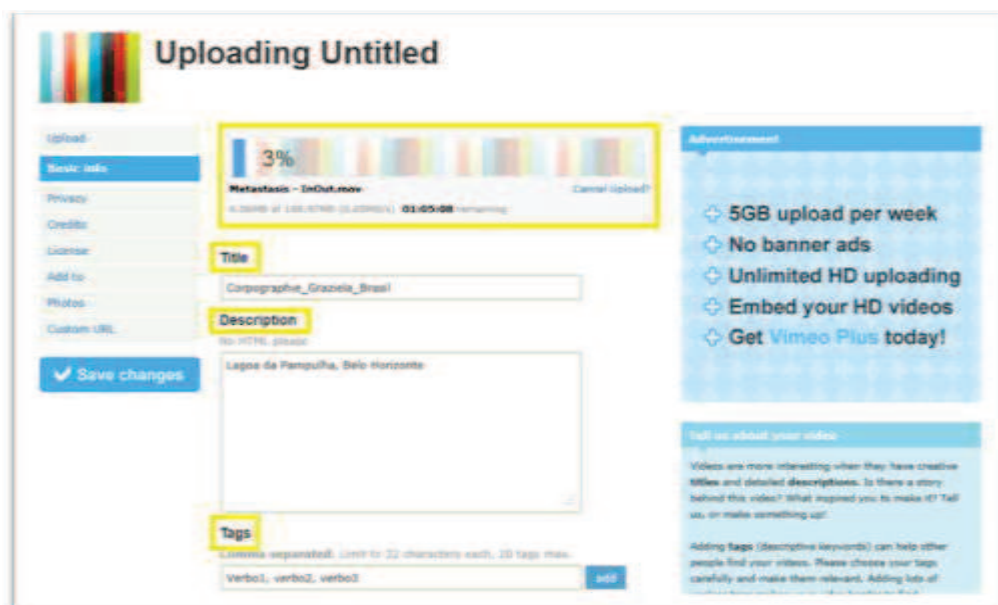 Uploading Untitled
Upload
Basic info
Privacy
Credits
License
Add to
Photos
Custom URL
Save changes
3%
Metastasis - InOut.mov
Cancel Upload?
01:05:08 remaining
Title
Corpographie_Graziela_Brasil
Description
No HTML please
Lagoa da Pampulha, Belo Horizonte
Tags
Comma separated. Limit to 32 characters each, 20 tags max.
Verbo1, verbo2, verbo3
add
Advertisement
5GB upload per week
No banner ads
Unlimited HD uploading
Embed your HD videos
Get Vimeo Plus today!
Tell us about your video
Videos are more interesting when they have creative
titles and detailed descriptions. Is there a story
behind this video? What inspired you to make it? Tell
us, or make something up!
Adding tags (descriptive keywords) can help other
people find your videos. Please choose your tags
carefully and make them relevant. Adding lots of